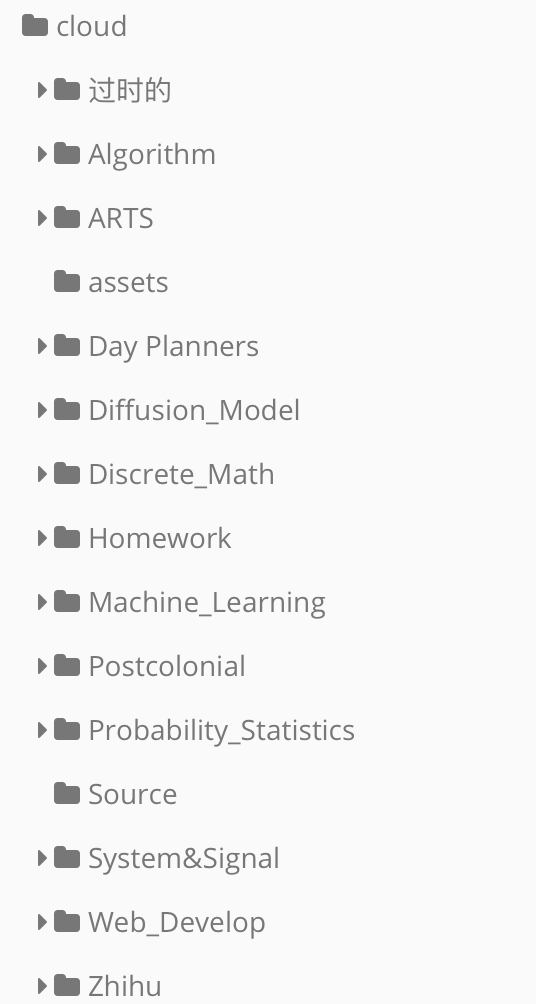 cloud
过时的
Algorithm
ARTS
assets
Day Planners
Diffusion_Model
Discrete_Math
Homework
Machine_Learning
Postcolonial
Probability_Statistics
Source
System&Signal
Web_Develop
Zhihu